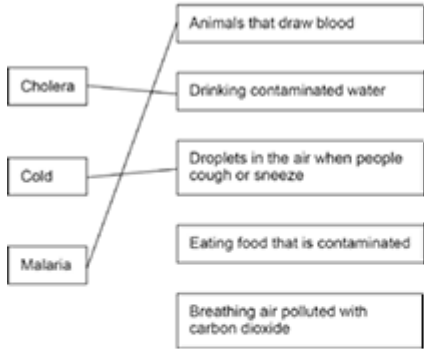 Cholera
Cold
Malaria
Animals that draw blood
Drinking contaminated water
Droplets in the air when people
cough or sneeze
Eating food that is contaminated
Breathing air polluted with
carbon dioxide